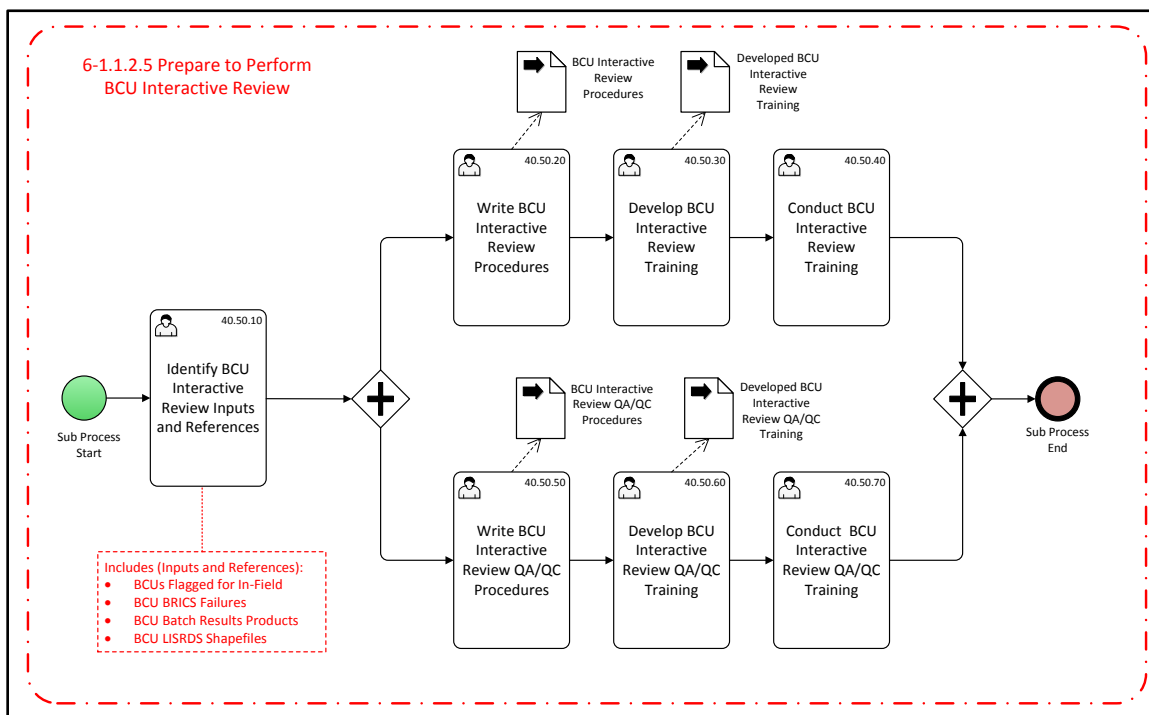 6-1.1.2.5 Prepare to Perform
BCU Interactive Review
BCU Interactive
Review
Procedures
Developed BCU
Interactive
Review
Training
40.50.20
Write BCU
Interactive
Review
Procedures
40.50.30
Develop BCU
Interactive
Review
Training
40.50.40
Conduct BCU
Interactive
Review
Training
Sub Process
Start
40.50.10
Identify BCU
Interactive
Review Inputs
and References
BCU Interactive
Review QA/QC
Procedures
Developed BCU
Interactive
Review QA/QC
Training
40.50.50
Write BCU
Interactive
Review QA/QC
Procedures
40.50.60
Develop BCU
Interactive
Review QA/QC
Training
40.50.70
Conduct  BCU
Interactive
Review QA/QC
Training
Sub Process
End
Includes (Inputs and References):
• BCUs Flagged for In-Field
• BCU BRICS Failures
• BCU Batch Results Products
• BCU LISRDS Shapefiles